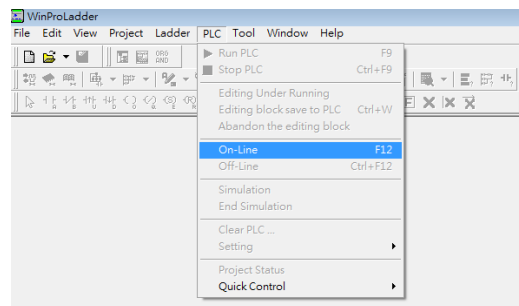 WinProLadder
File Edit View Project Ladder PLC Tool Window Help
Run PLC F9
Stop PLC Ctrl+F9
Editing Under Running
Editing block save to PLC Ctrl+W
Abandon the editing block
On-Line F12
Off-Line Ctrl+F12
Simulation
End Simulation
Clear PLC ...
Setting
Project Status
Quick Control